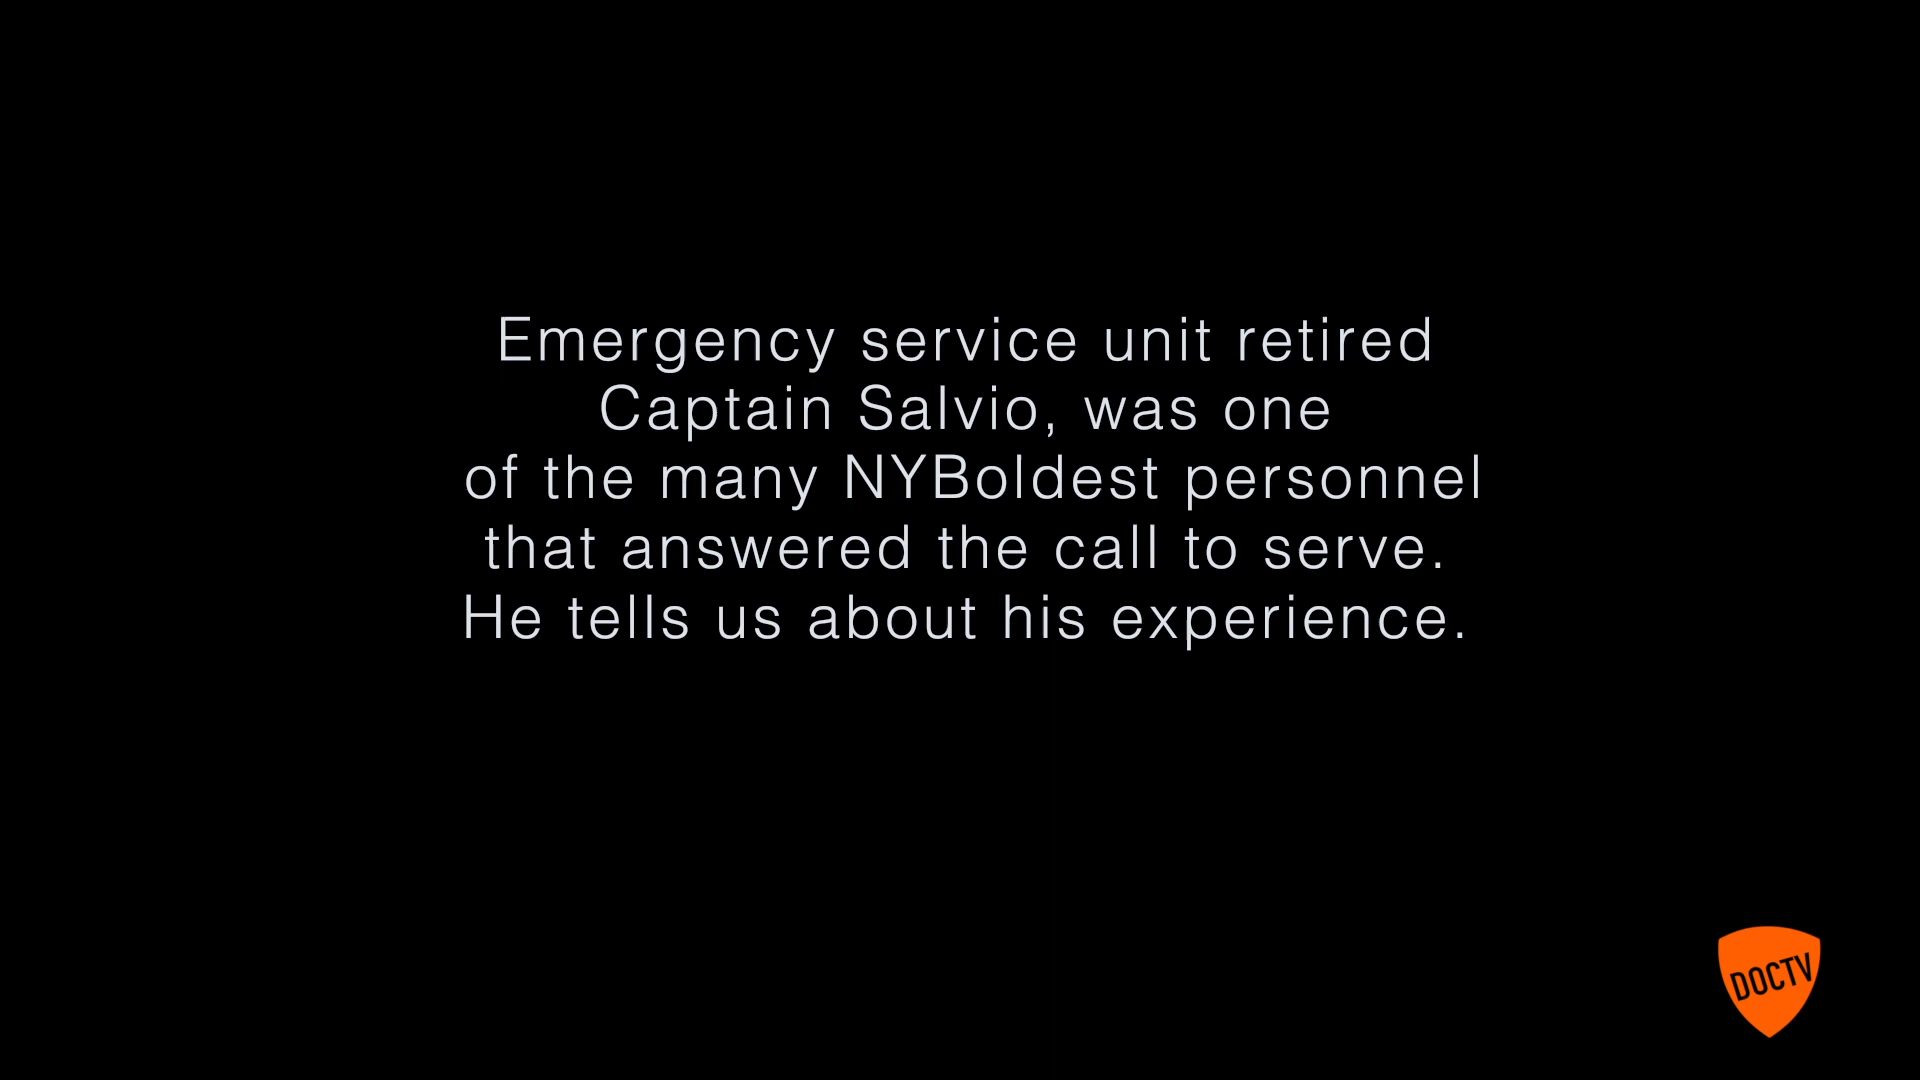 Emergency service unit retired
Captain Salvio, was one
of the many NYBoldest personnel
that answered the call to serve.
He tells us about his experience.
DOCTV